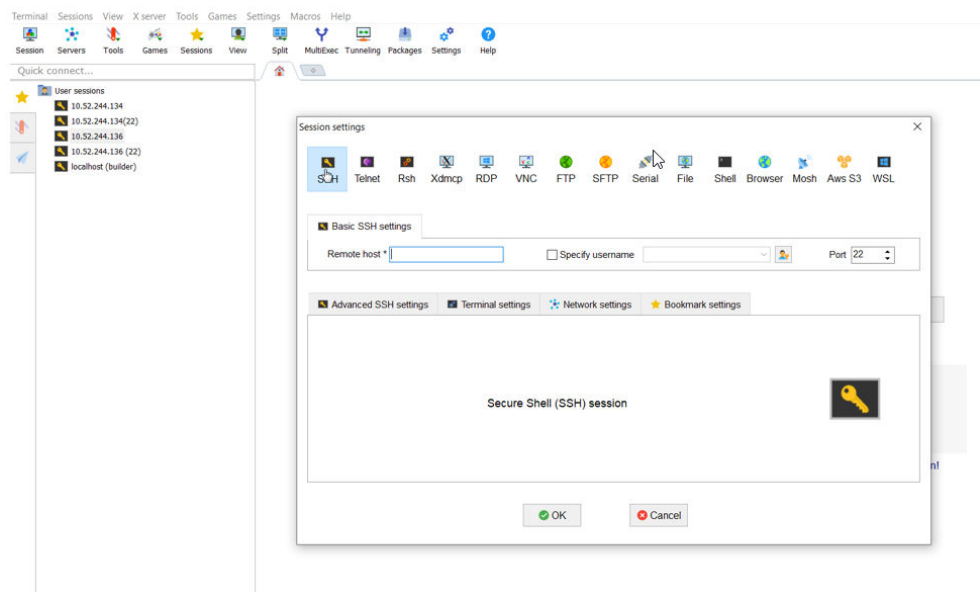 Terminal Sessions View X server Tools Games Settings Macros Help
Session Servers Tools Games Sessions View Split MultiExec Tunneling Packages Settings Help
Quick connect...
User sessions
10.52.244.134
10.52.244.134(22)
10.52.244.136
10.52.244.136 (22)
localhost (builder)
Session settings
SSH Telnet Rsh Xdmcp RDP VNC FTP SFTP Serial File Shell Browser Mosh Aws S3 WSL
Basic SSH settings
Remote host * Specify username Port 22
Advanced SSH settings Terminal settings Network settings Bookmark settings
Secure Shell (SSH) session
n!
OK Cancel